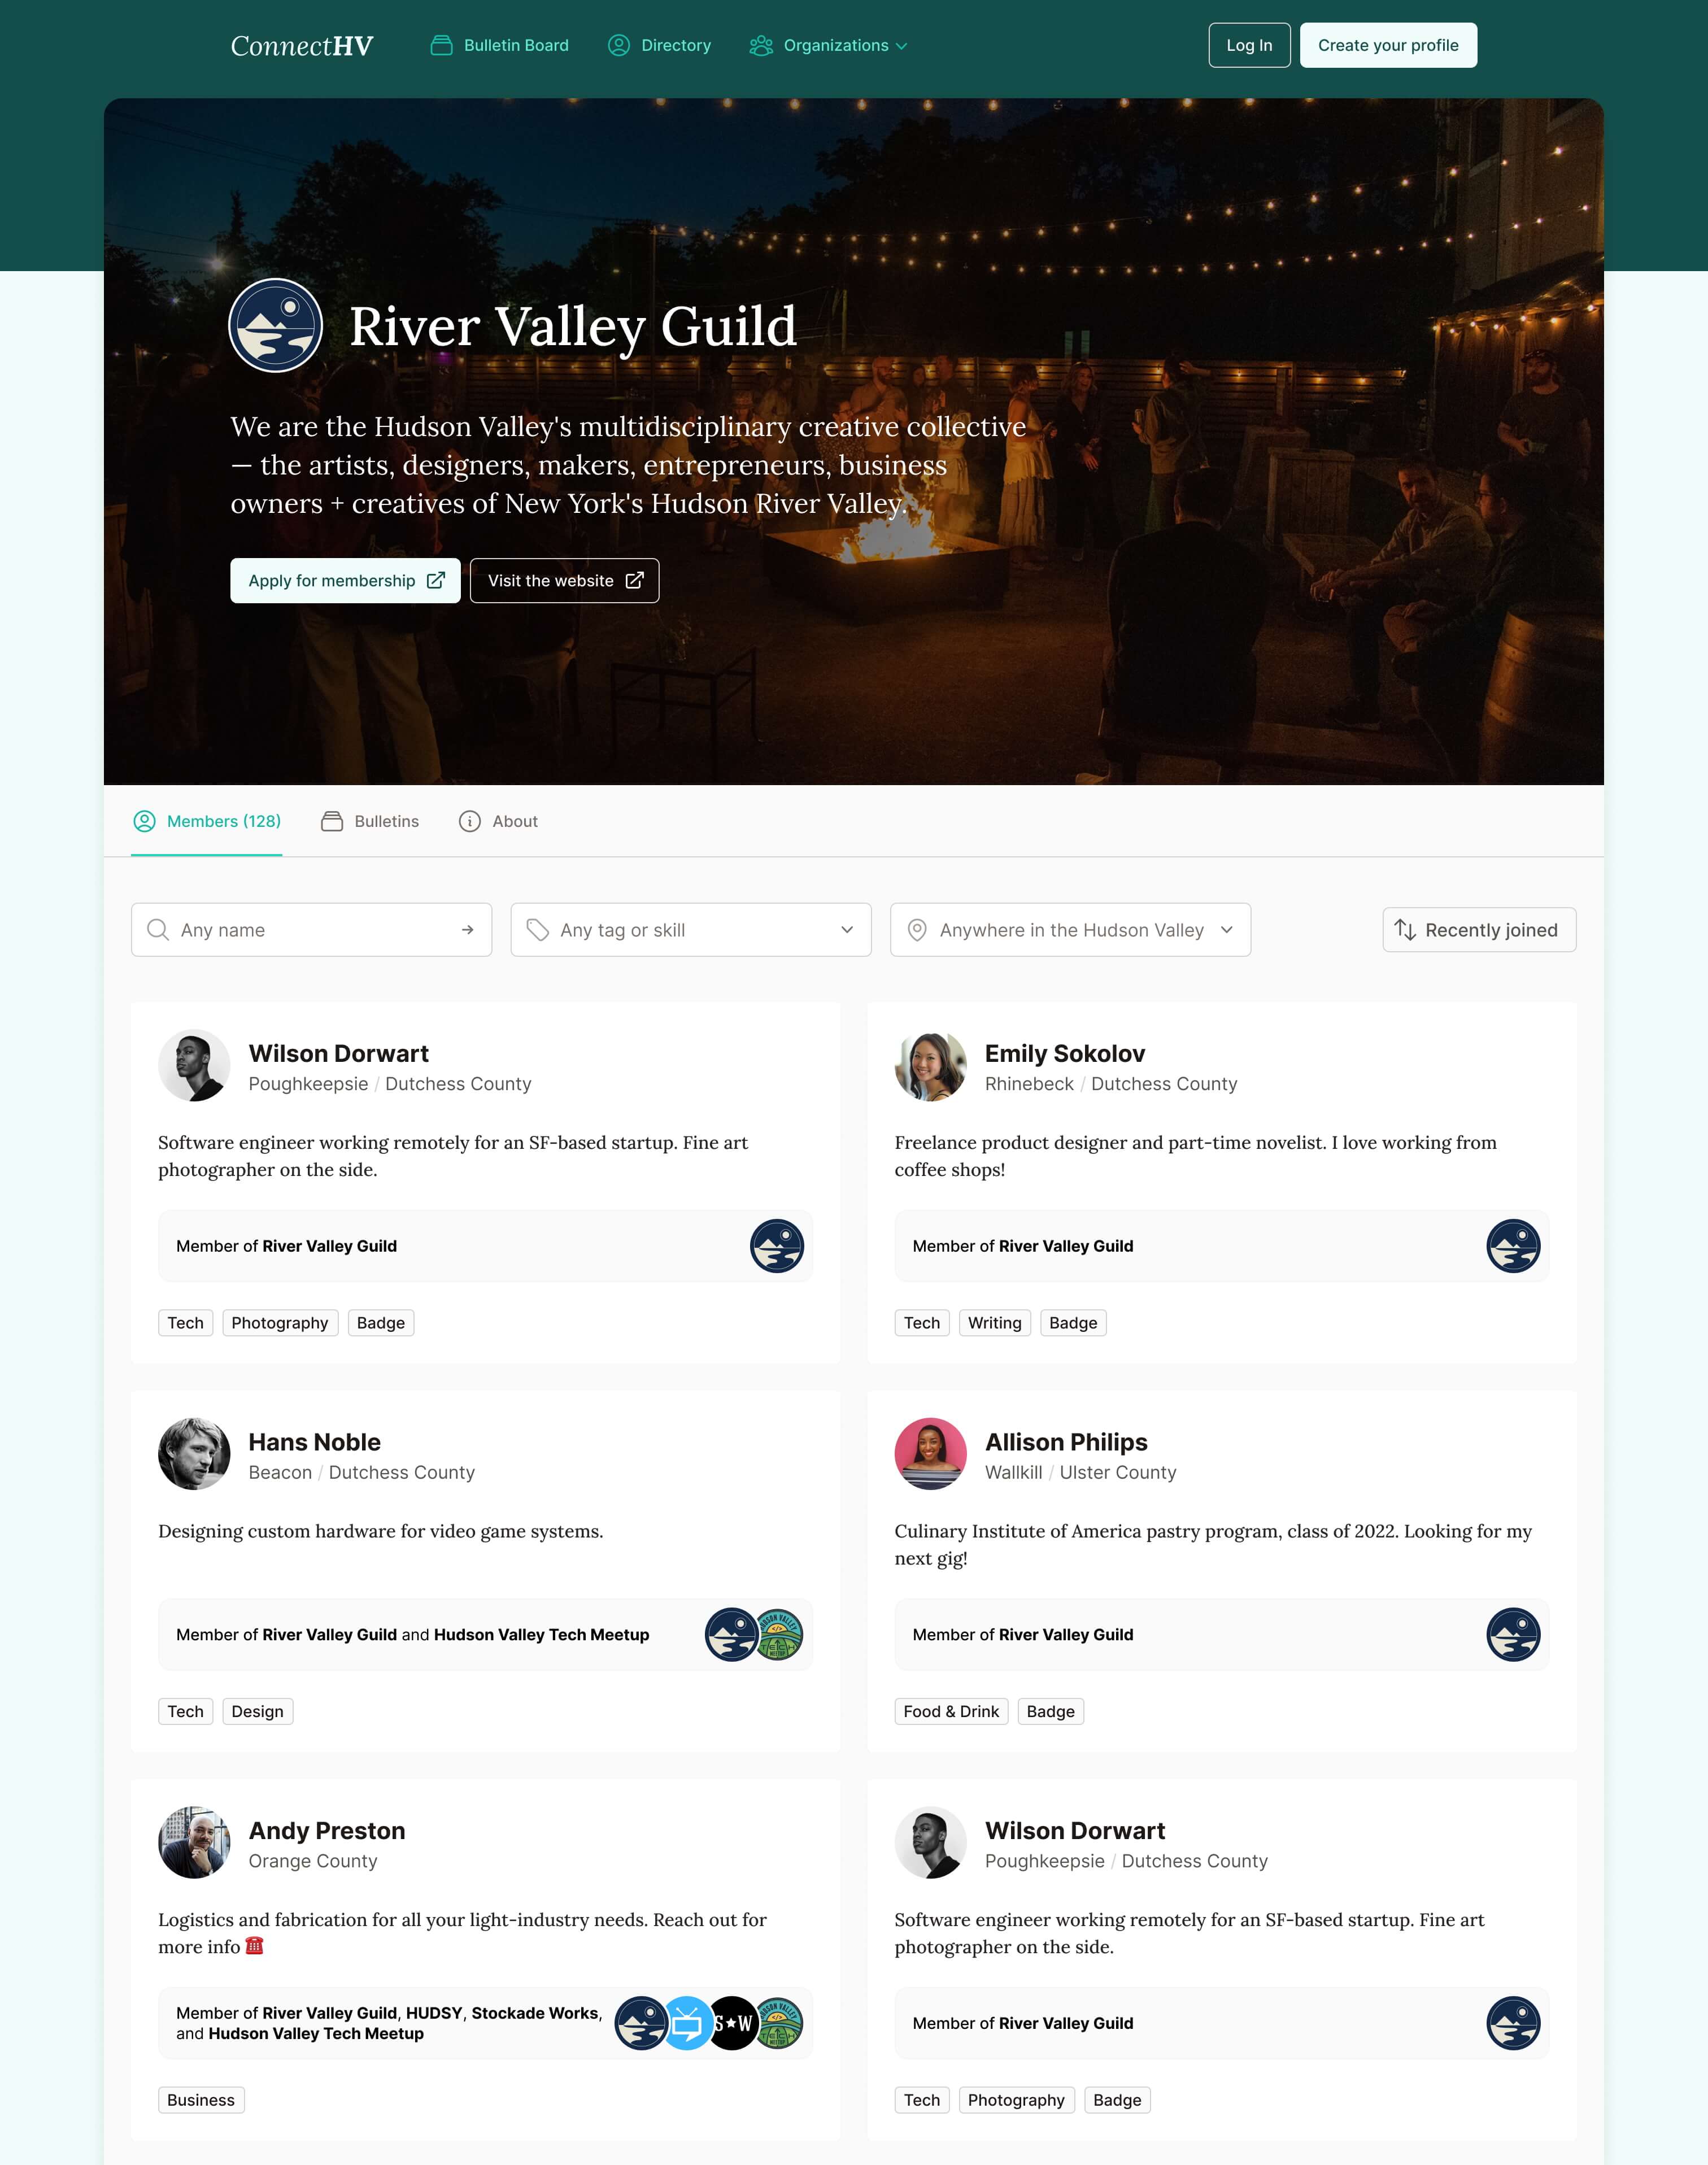 ConnectHV
Bulletin Board
Directory
Organizations
Log In
Create your profile
River Valley Guild
We are the Hudson Valley's multidisciplinary creative collective
— the artists, designers, makers, entrepreneurs, business
owners + creatives of New York's Hudson River Valley.
Apply for membership
Visit the website
Members (128)
Bulletins
About
Any name
Any tag or skill
Anywhere in the Hudson Valley
Recently joined
Wilson Dorwart
Poughkeepsie / Dutchess County
Software engineer working remotely for an SF-based startup. Fine art
photographer on the side.
Member of River Valley Guild
Tech
Photography
Badge
Emily Sokolov
Rhinebeck / Dutchess County
Freelance product designer and part-time novelist. I love working from
coffee shops!
Member of River Valley Guild
Tech
Writing
Badge
Hans Noble
Beacon / Dutchess County
Designing custom hardware for video game systems.
Member of River Valley Guild and Hudson Valley Tech Meetup
TECH
MEETUP
Tech
Design
Allison Philips
Wallkill / Ulster County
Culinary Institute of America pastry program, class of 2022. Looking for my
next gig!
Member of River Valley Guild
Food & Drink
Badge
Andy Preston
Orange County
Logistics and fabrication for all your light-industry needs. Reach out for
more info ☎️
Member of River Valley Guild, HUDSY, Stockade Works,
and Hudson Valley Tech Meetup
S★W
TECH
MEETUP
Business
Wilson Dorwart
Poughkeepsie / Dutchess County
Software engineer working remotely for an SF-based startup. Fine art
photographer on the side.
Member of River Valley Guild
Tech
Photography
Badge